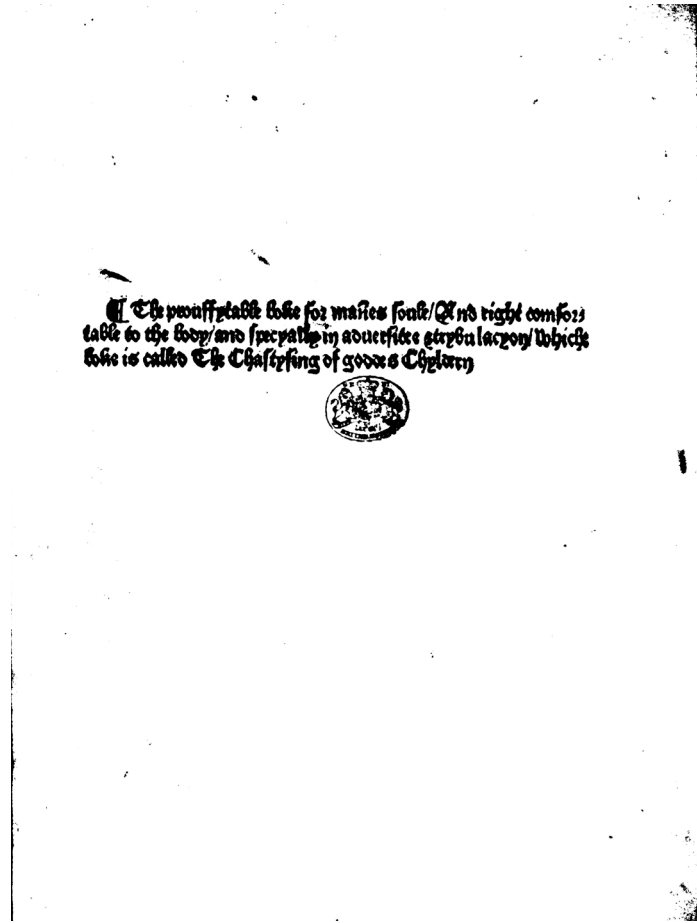 ¶ The prouffytable boke for mañes soule/And right comfor⸗
table to the body/and specyally in aduersitee ⁊trybulacyon/Whiche
boke is called The Chastysing of goddes Chyldern